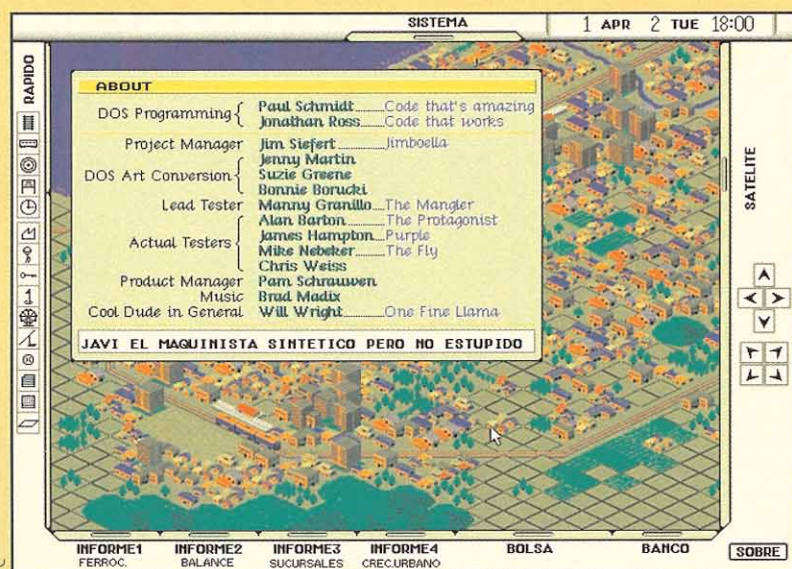 SISTEMA
1 APR 2 TUE 18:00
RAPIDO
ABOUT
DOS Programming { Paul Schmidt........Code that's amazing
Jonathan Ross.......Code that works
Project Manager Jim Siefert..........Jimboella
DOS Art Conversion { Jenny Martin
Suzie Greene
Bonnie Borucki
Lead Tester Manny Granillo....The Mangler
Actual Testers { Alan Barton..........The Protagonist
James Hampton....Purple
Mike Nebeker........The Fly
Chris Weiss
Product Manager Pam Schrauwen
Music Brad Madix
Cool Dude in General Will Wright..........One Fine Llama
JAVI EL MAQUINISTA SINTETICO PERO NO ESTUPIDO
SATELITE
INFORME1 INFORME2 INFORME3 INFORME4 BOLSA BANCO SOBRE
FERROC. BALANCE SUCURSALES CREC.URBANO